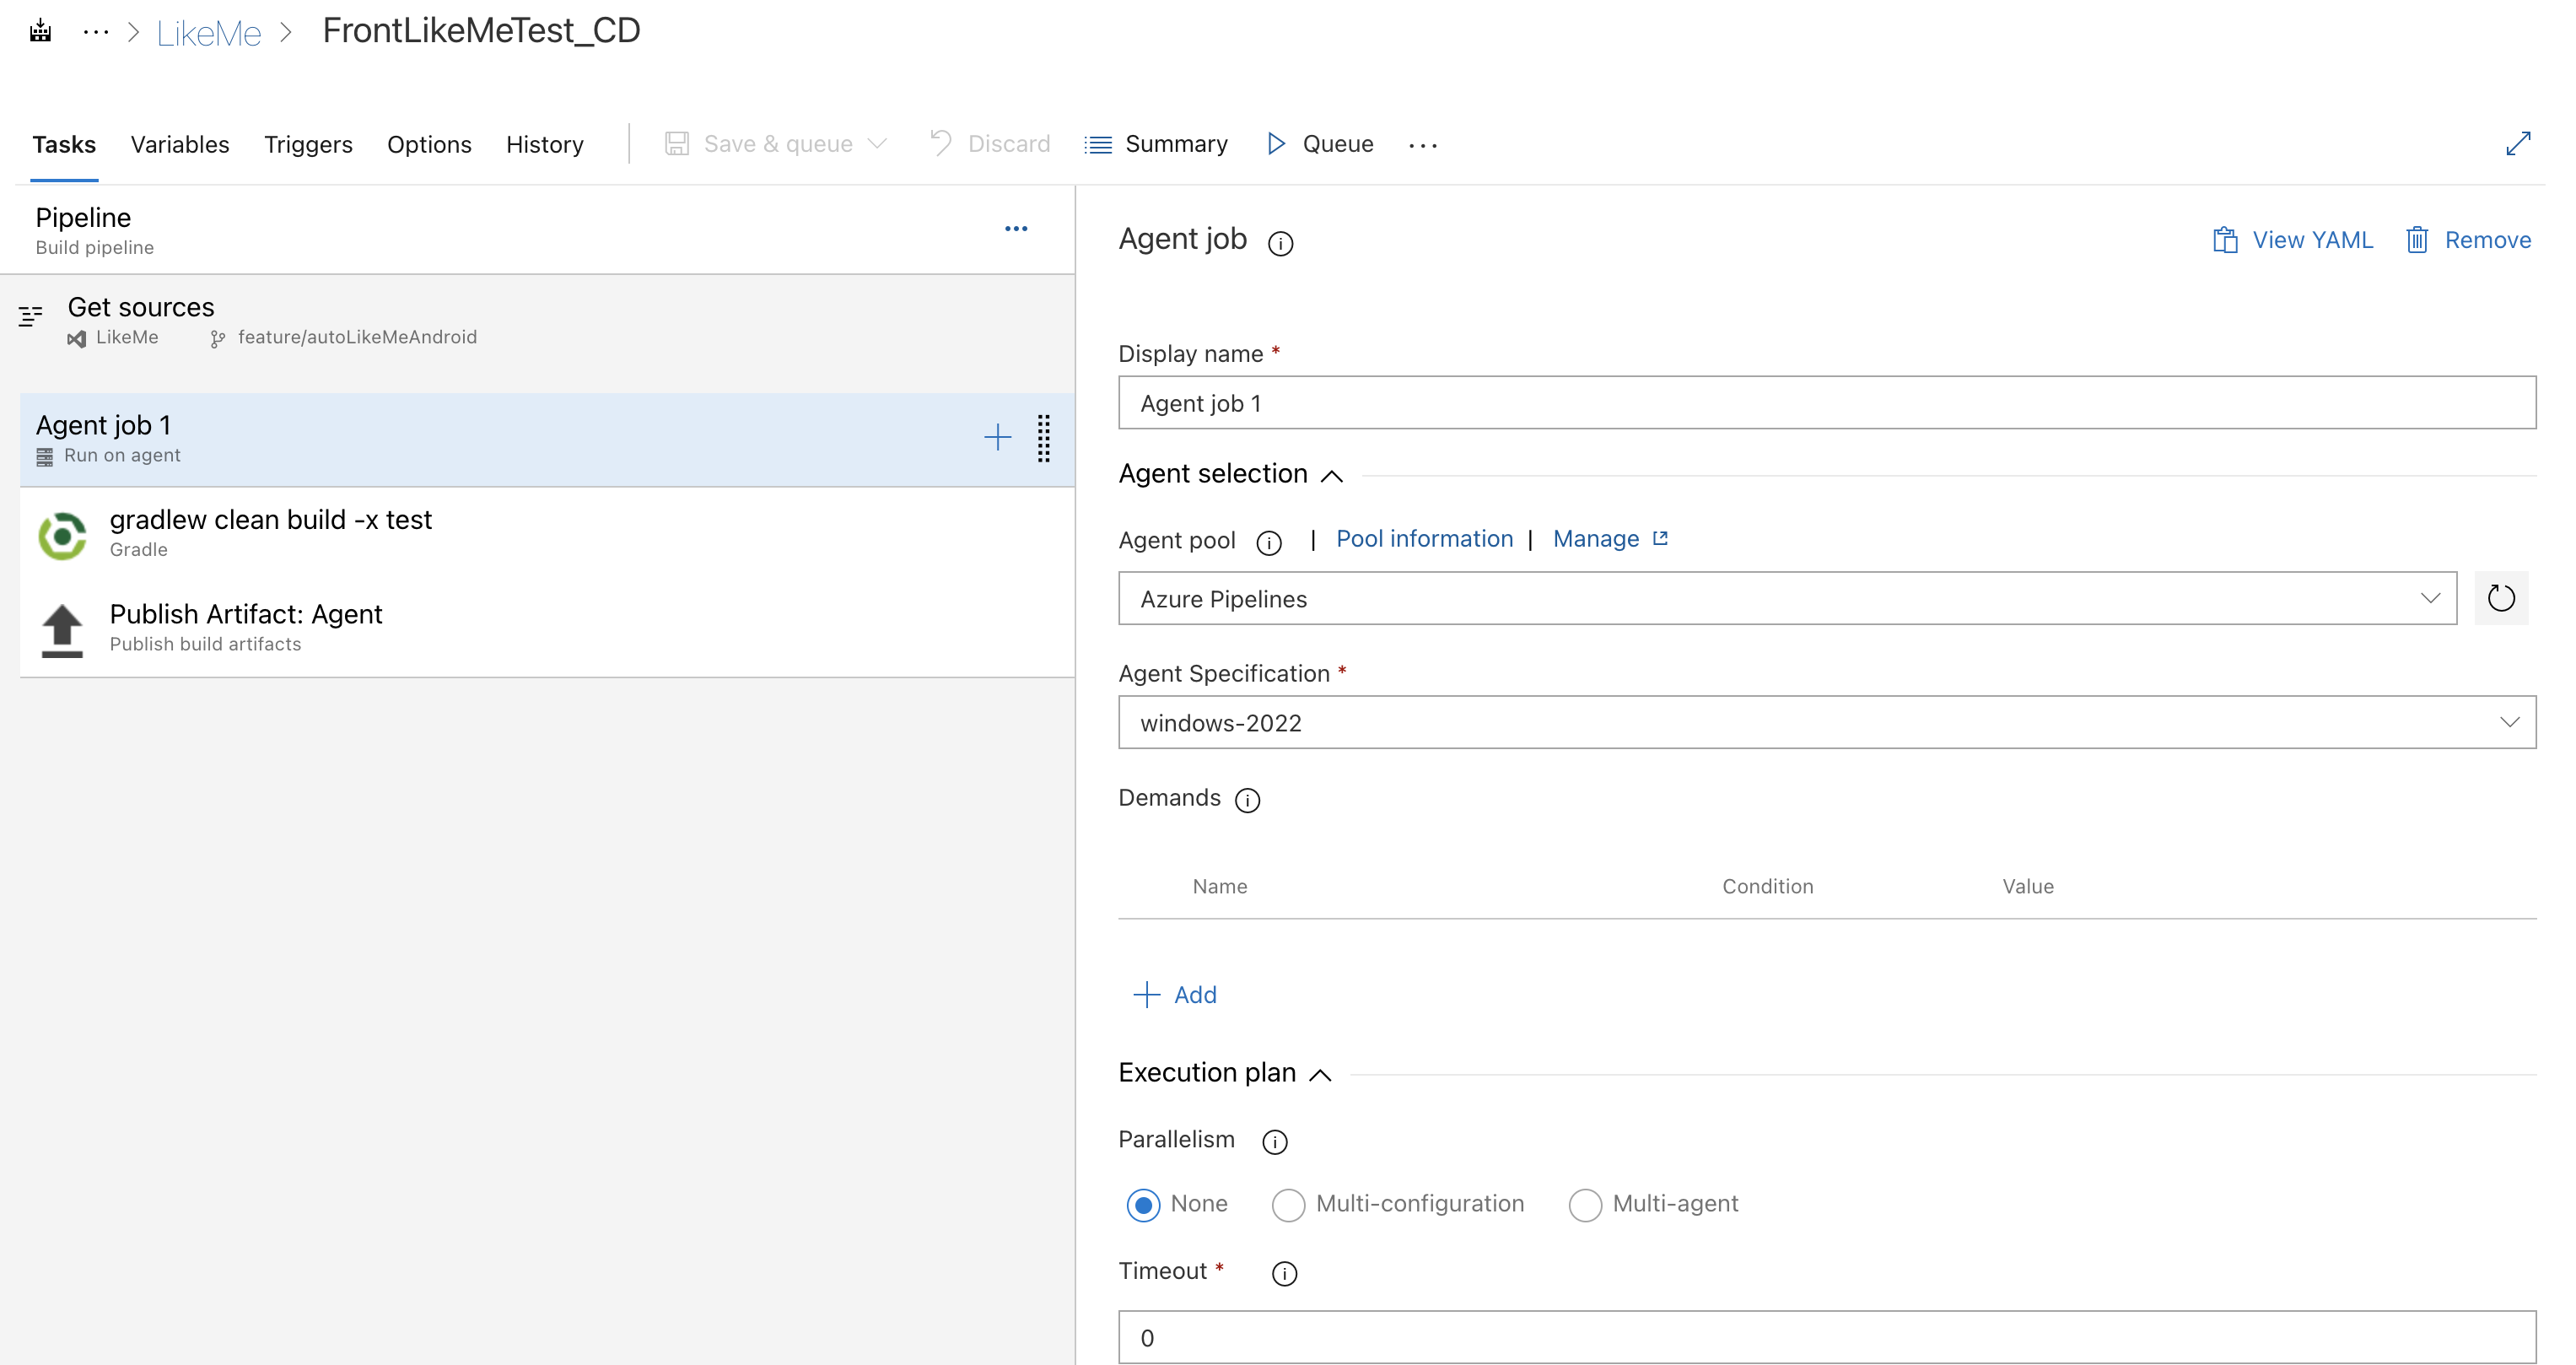 LikeMe
FrontLikeMeTest_CD
Tasks
Variables
Triggers
Options
History
Save & queue
Discard
Summary
Queue
Pipeline
Build pipeline
Get sources
LikeMe
feature/autoLikeMeAndroid
Agent job 1
Run on agent
gradlew clean build -x test
Gradle
Publish Artifact: Agent
Publish build artifacts
Agent job
View YAML
Remove
Display name *
Agent job 1
Agent selection
Agent pool | Pool information | Manage
Azure Pipelines
Agent Specification *
windows-2022
Demands
Name
Condition
Value
Add
Execution plan
Parallelism
None
Multi-configuration
Multi-agent
Timeout *
0